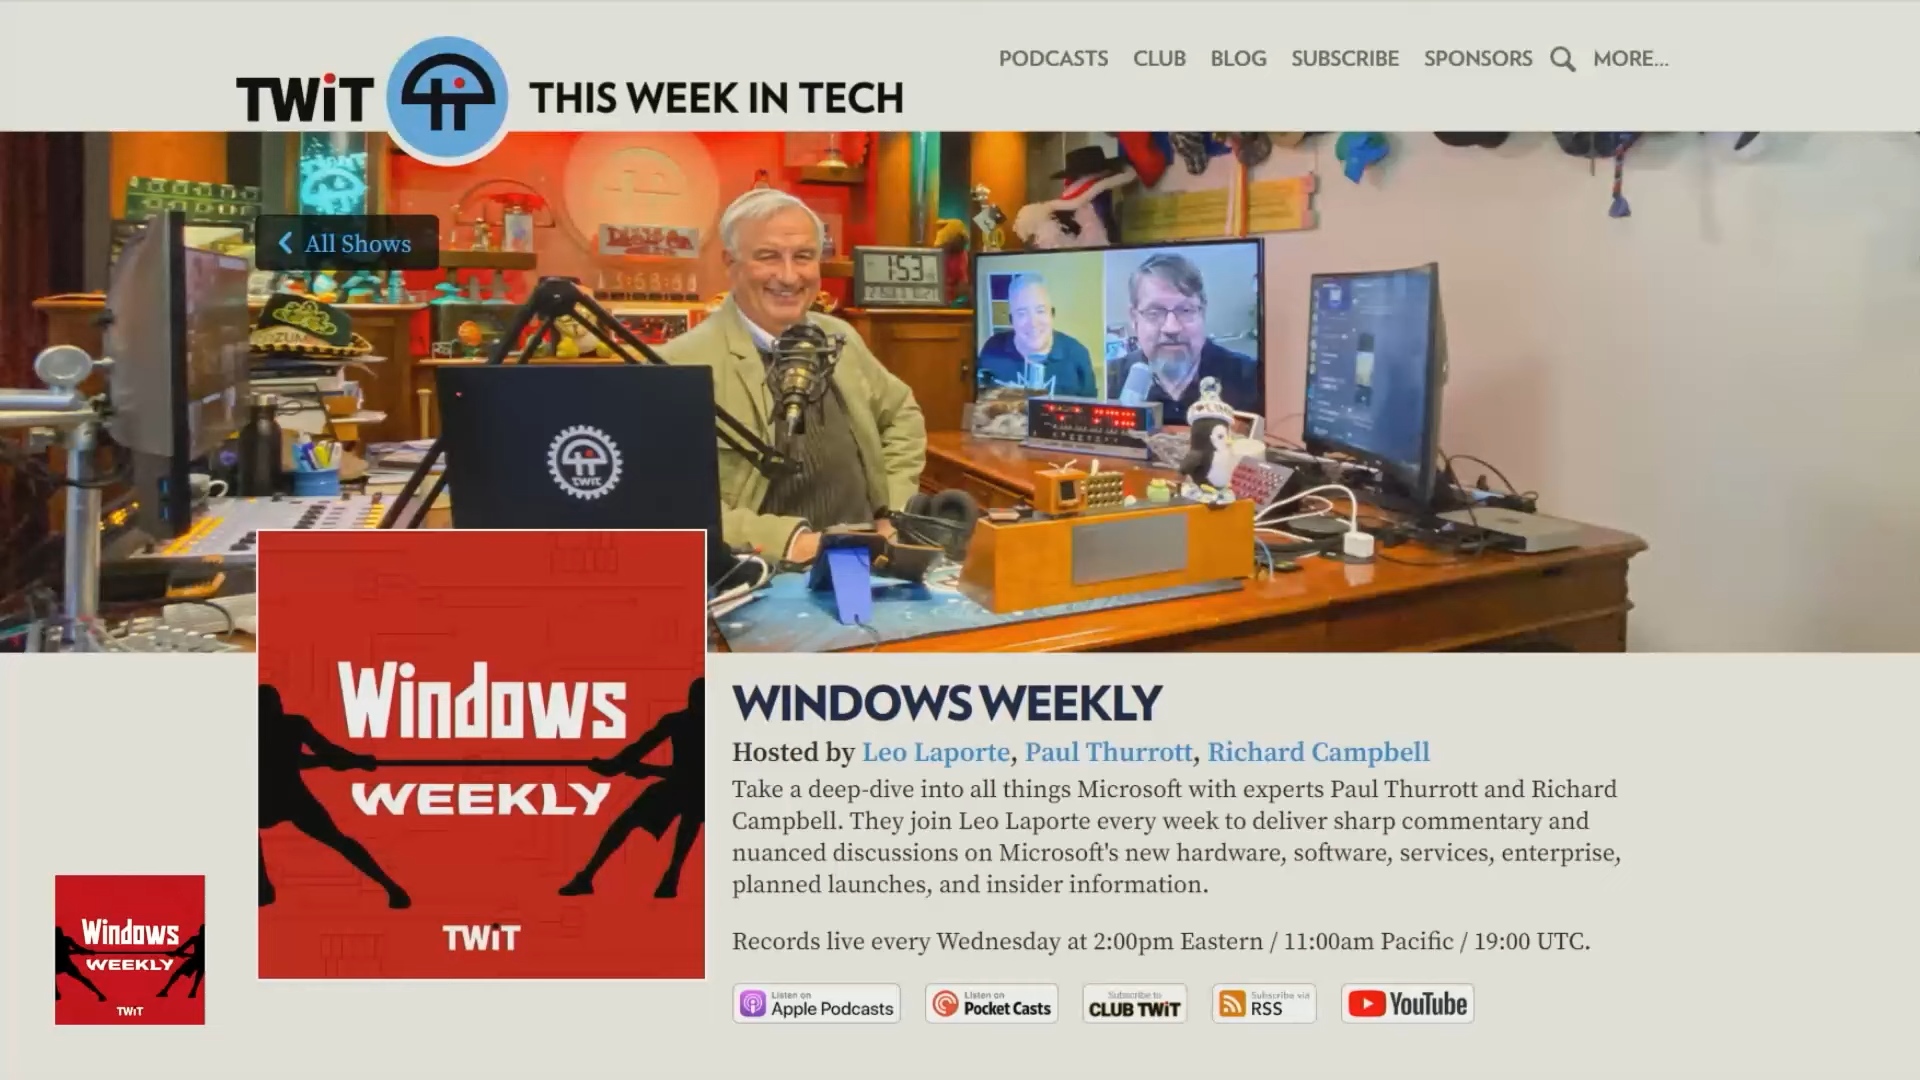 TWiT
THIS WEEK IN TECH
PODCASTS CLUB BLOG SUBSCRIBE SPONSORS MORE...
All Shows
1:53
TWiT
Windows
WEEKLY
TWiT
Windows
WEEKLY
TWiT
WINDOWS WEEKLY
Hosted by Leo Laporte, Paul Thurrott, Richard Campbell
Take a deep-dive into all things Microsoft with experts Paul Thurrott and Richard
Campbell. They join Leo Laporte every week to deliver sharp commentary and
nuanced discussions on Microsoft's new hardware, software, services, enterprise,
planned launches, and insider information.
Records live every Wednesday at 2:00pm Eastern / 11:00am Pacific / 19:00 UTC.
Listen on
Apple Podcasts
Listen on
Pocket Casts
Subscribe to
CLUB TWiT
Subscribe via
RSS
YouTube